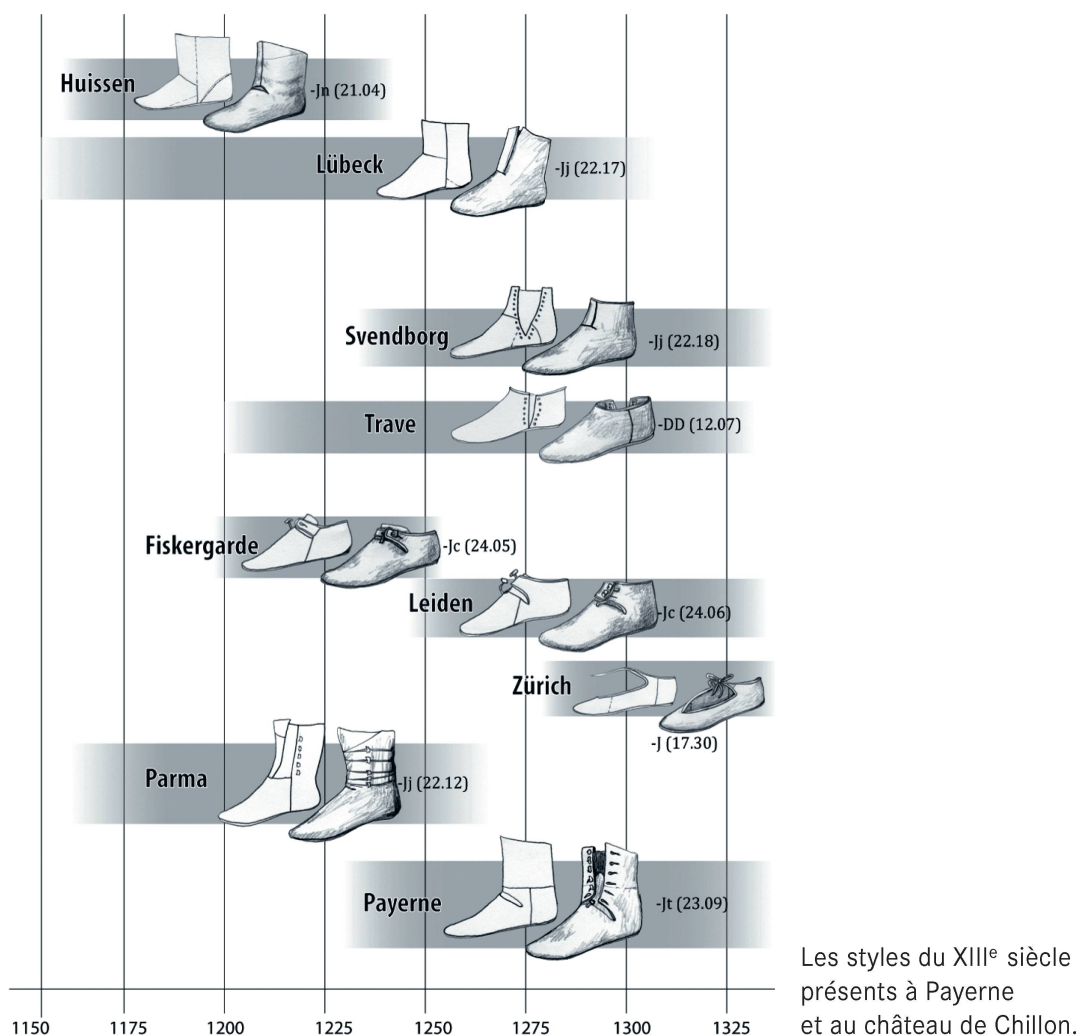 Huissen
-Jn (21.04)
Lübeck
-Jj (22.17)
Svendborg
-Jj (22.18)
Trave
-DD (12.07)
Fiskergarde
-Jc (24.05)
Leiden
-Jc (24.06)
Zürich
-J (17.30)
Parma
-Jj (22.12)
Payerne
-Jt (23.09)
1150 1175 1200 1225 1250 1275 1300 1325
Les styles du XIIIe siècle
présents à Payerne
et au château de Chillon.